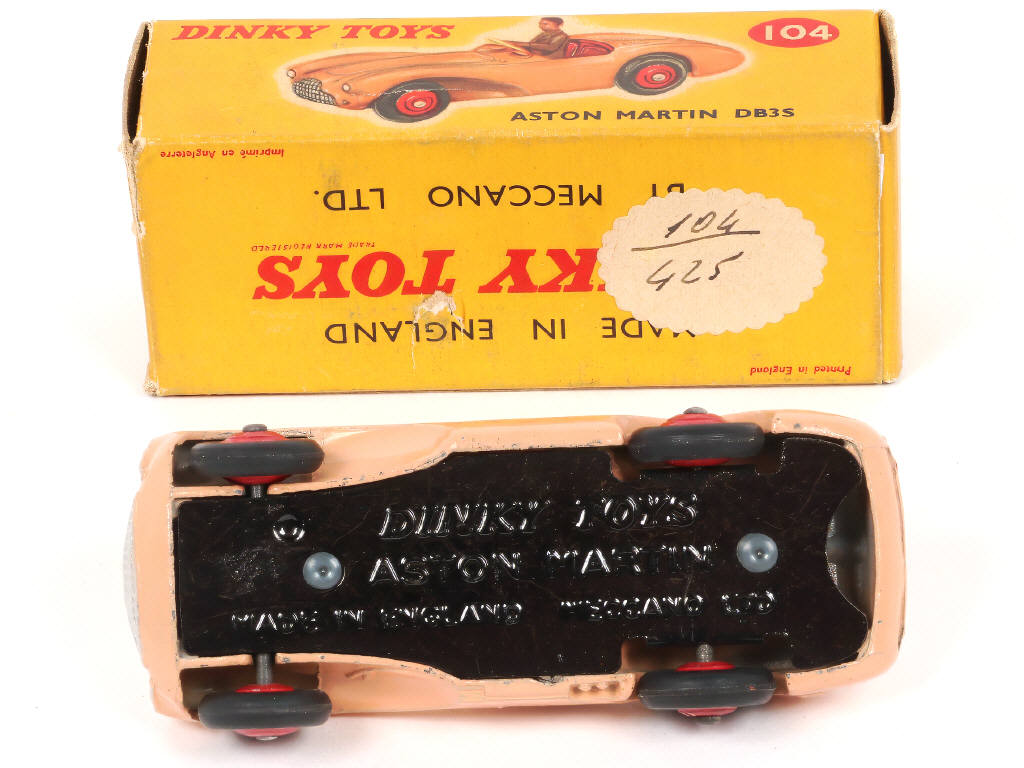 DINKY TOYS
104
ASTON MARTIN DB3S
Imprimé en Angleterre
BY MECCANO LTD.
TRADE MARK REGISTERED
KY TOYS
MADE IN ENGLAND
Printed in England
104
425
DINKY TOYS
ASTON MARTIN
MADE IN ENGLAND MECCANO LTD